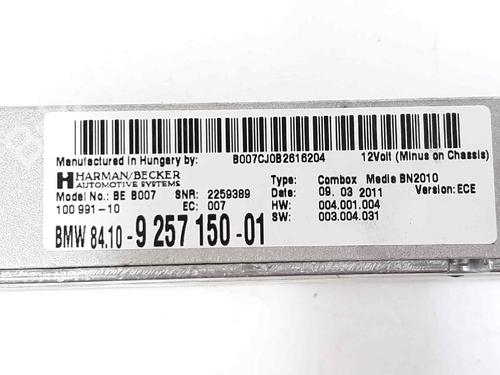 Manufactured in Hungary by: B007CJ0B2616204 12Volt (Minus on Chassis)
HARMAN/BECKER
AUTOMOTIVE SYSTEMS
Type: Combox Media BN2010
Model No.: BE B007 SNR: 2259389 Date: 09. 03 2011 Version: ECE
100 991-10 EC: 007 HW: 004.001.004
SW: 003.004.031
BMW 84.10-9 257 150-01